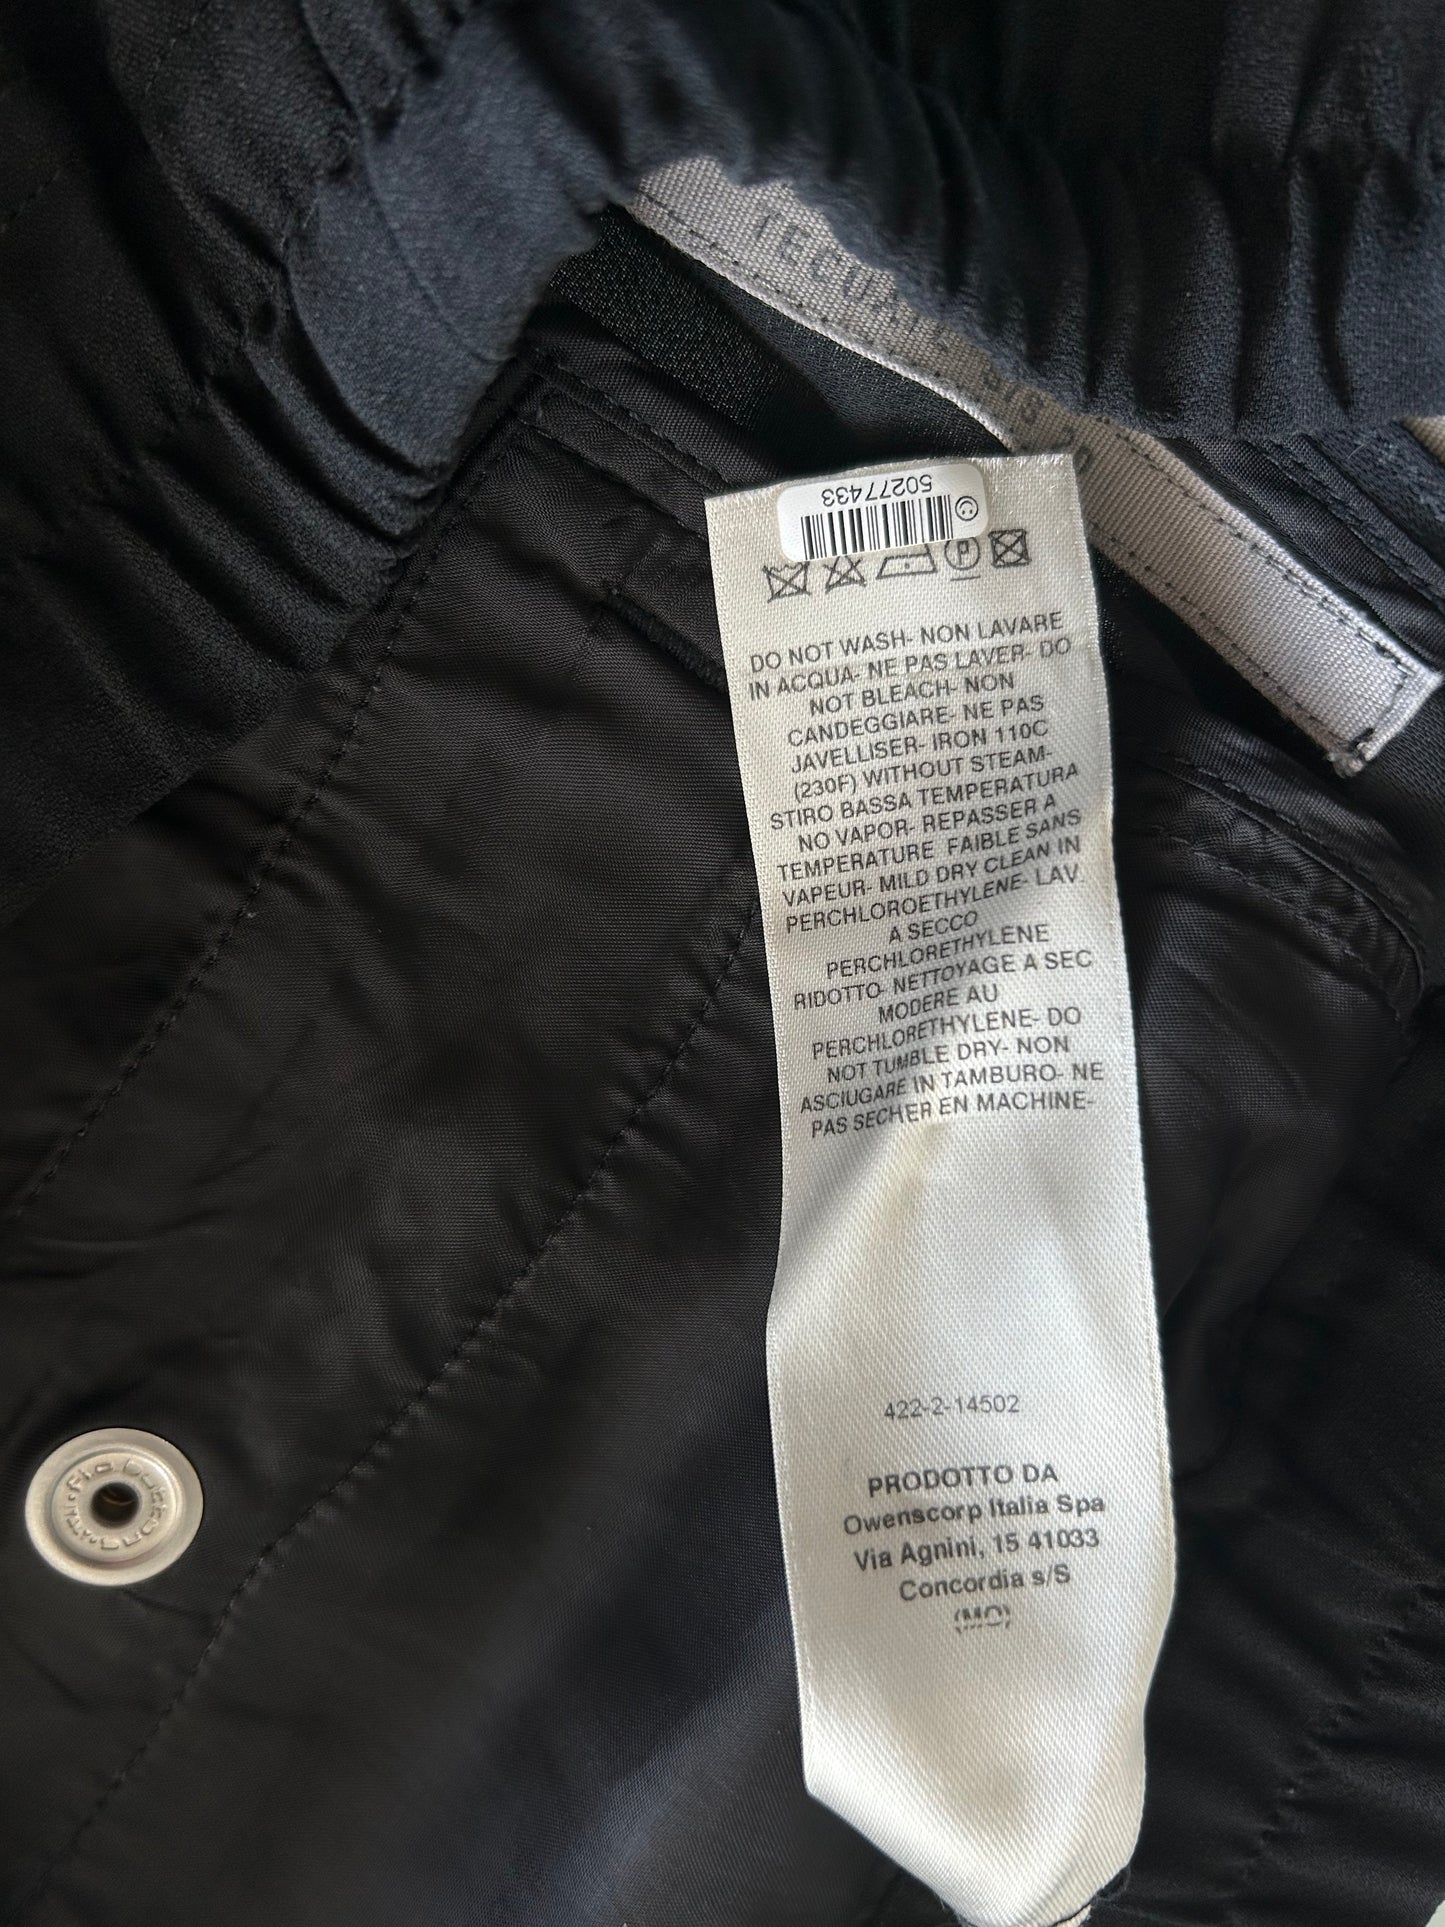 TECUATL
50277433
DO NOT WASH- NON LAVARE
IN ACQUA- NE PAS LAVER- DO
NOT BLEACH- NON
CANDEGGIARE- NE PAS
JAVELLISER- IRON 110C
(230F) WITHOUT STEAM-
STIRO BASSA TEMPERATURA
NO VAPOR- REPASSER A
TEMPERATURE FAIBLE SANS
VAPEUR- MILD DRY CLEAN IN
PERCHLOROETHYLENE- LAV.
A SECCO
PERCHLORETHYLENE
RIDOTTO- NETTOYAGE A SEC
MODERE AU
PERCHLORETHYLENE- DO
NOT TUMBLE DRY- NON
ASCIUGARE IN TAMBURO- NE
PAS SECHER EN MACHINE-
422-2-14502
PRODOTTO DA
Owenscorp Italia Spa
Via Agnini, 15 41033
Concordia s/S
(MO)